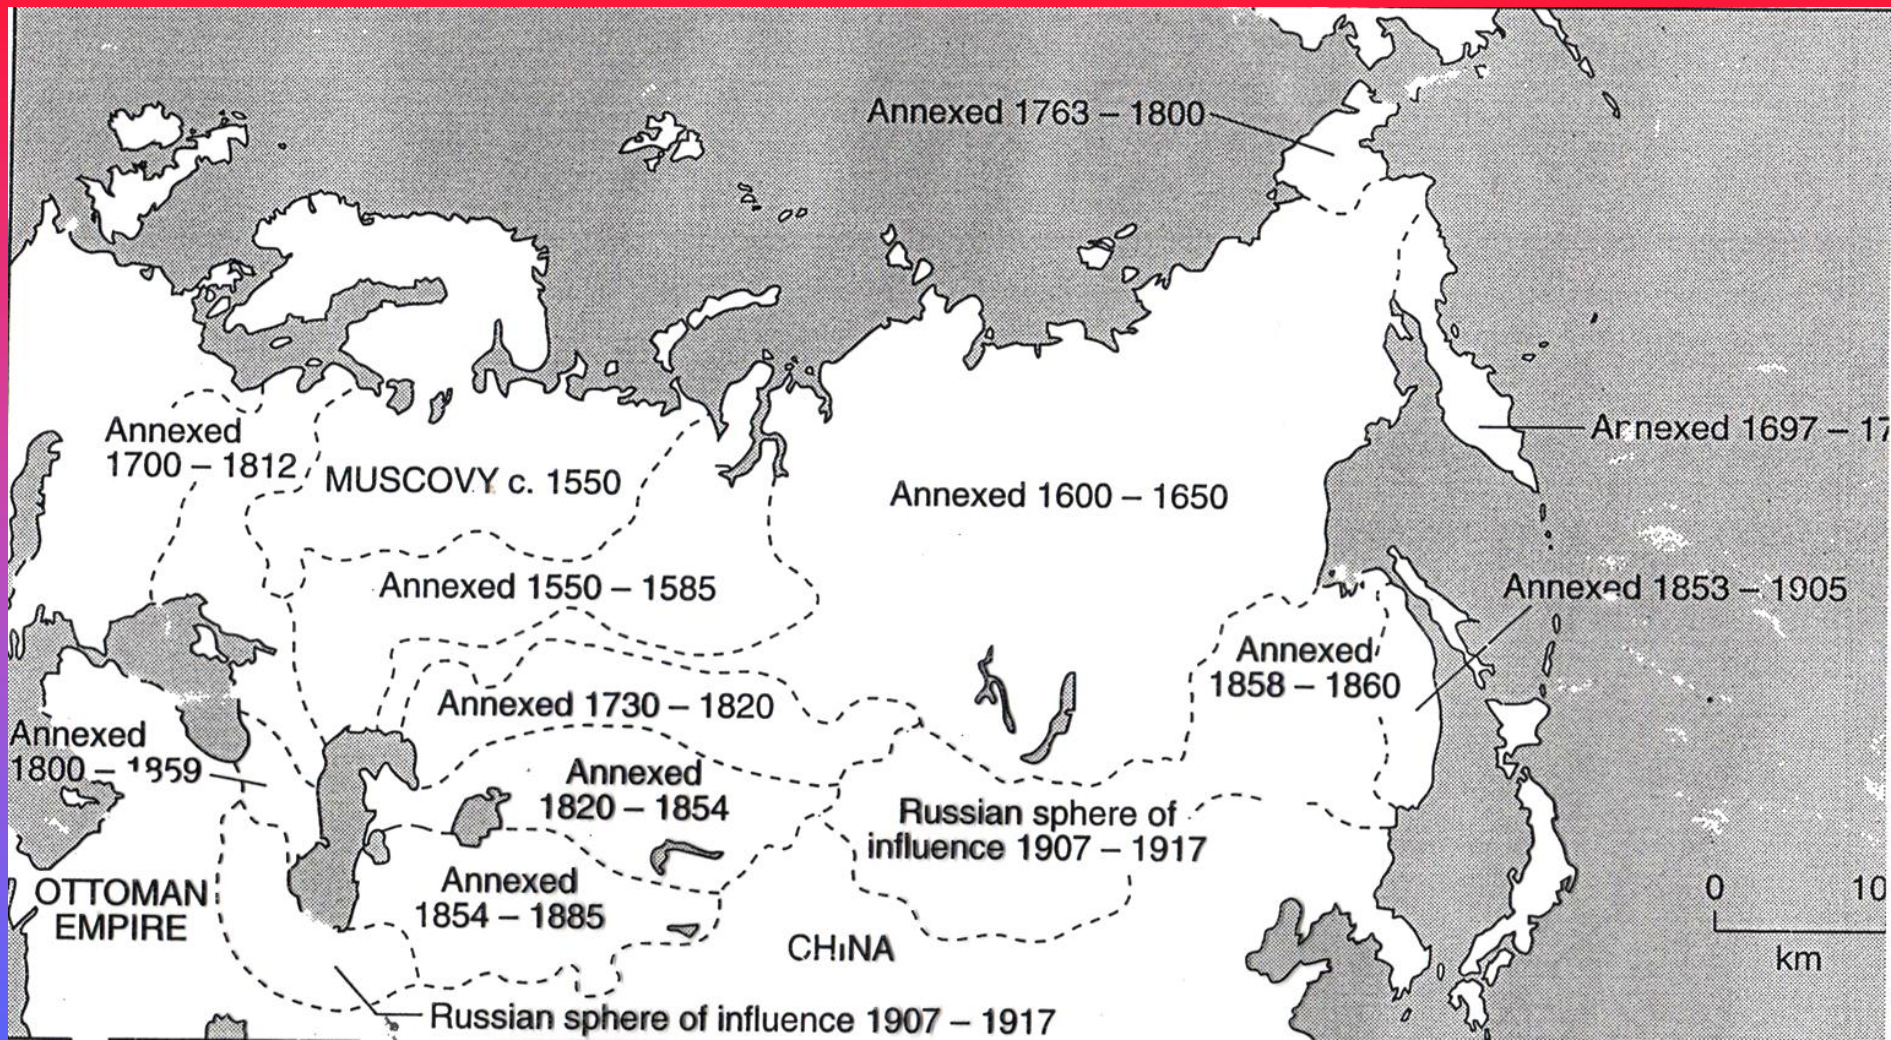 Annexed 1763 – 1800
Annexed
1700 – 1812
MUSCOVY c. 1550
Annexed 1600 – 1650
Annexed 1697 – 17
Annexed 1550 – 1585
Annexed 1853 – 1905
Annexed
1858 – 1860
Annexed 1730 – 1820
Annexed
1800 – 1859
Annexed
1820 – 1854
Russian sphere of
influence 1907 – 1917
OTTOMAN
EMPIRE
Annexed
1854 – 1885
CHINA
0 10
km
Russian sphere of influence 1907 – 1917